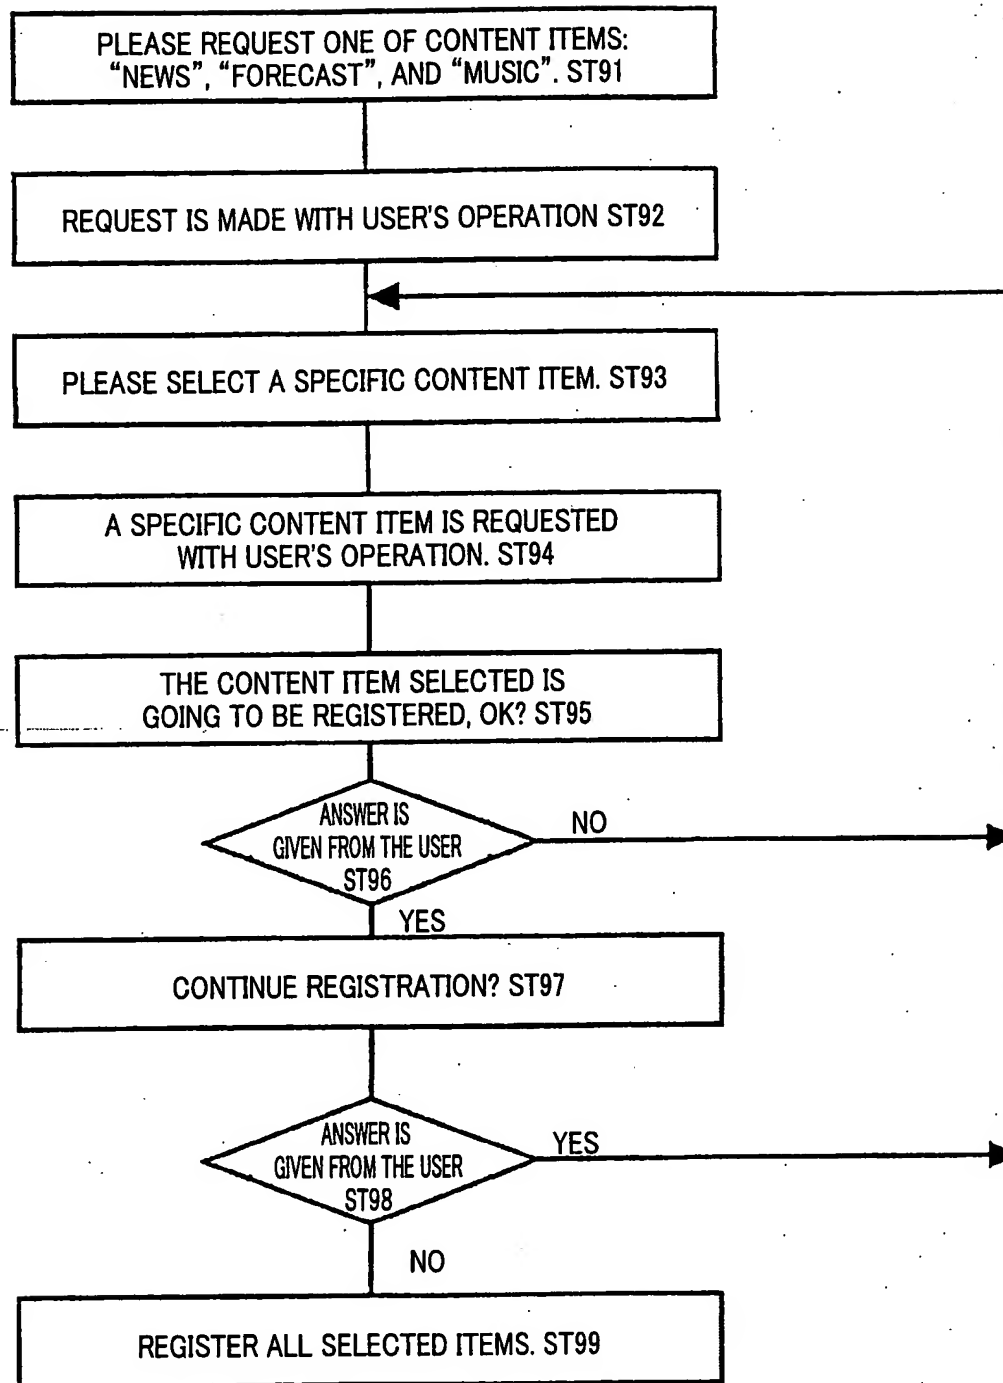 PLEASE REQUEST ONE OF CONTENT ITEMS:
“NEWS”, “FORECAST”, AND “MUSIC”. ST91
REQUEST IS MADE WITH USER'S OPERATION ST92
PLEASE SELECT A SPECIFIC CONTENT ITEM. ST93
A SPECIFIC CONTENT ITEM IS REQUESTED
WITH USER'S OPERATION. ST94
THE CONTENT ITEM SELECTED IS
GOING TO BE REGISTERED, OK? ST95
ANSWER IS
GIVEN FROM THE USER
ST96
NO
YES
CONTINUE REGISTRATION? ST97
ANSWER IS
GIVEN FROM THE USER
ST98
YES
NO
REGISTER ALL SELECTED ITEMS. ST99